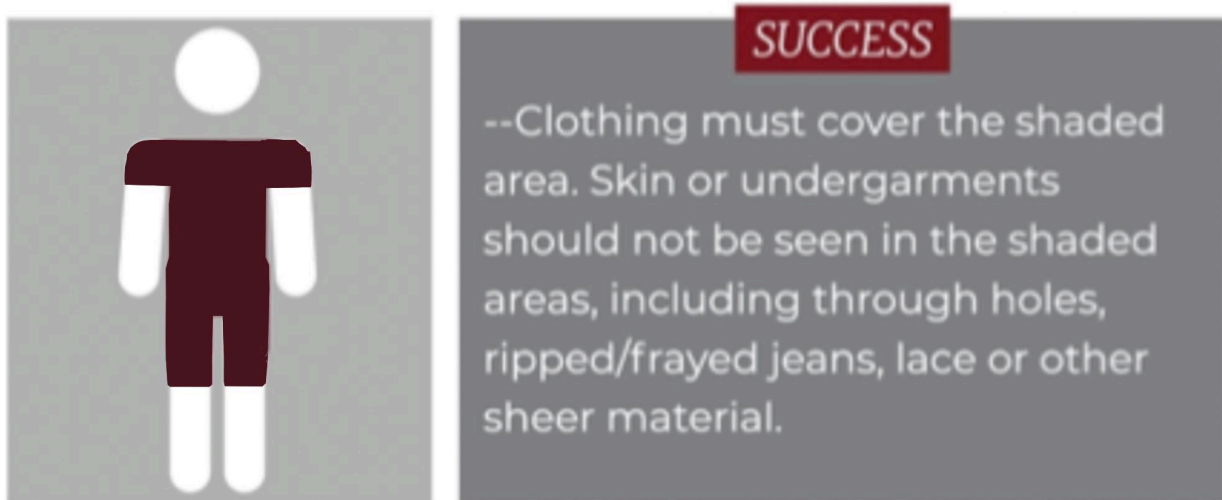 SUCCESS
--Clothing must cover the shaded
area. Skin or undergarments
should not be seen in the shaded
areas, including through holes,
ripped/frayed jeans, lace or other
sheer material.